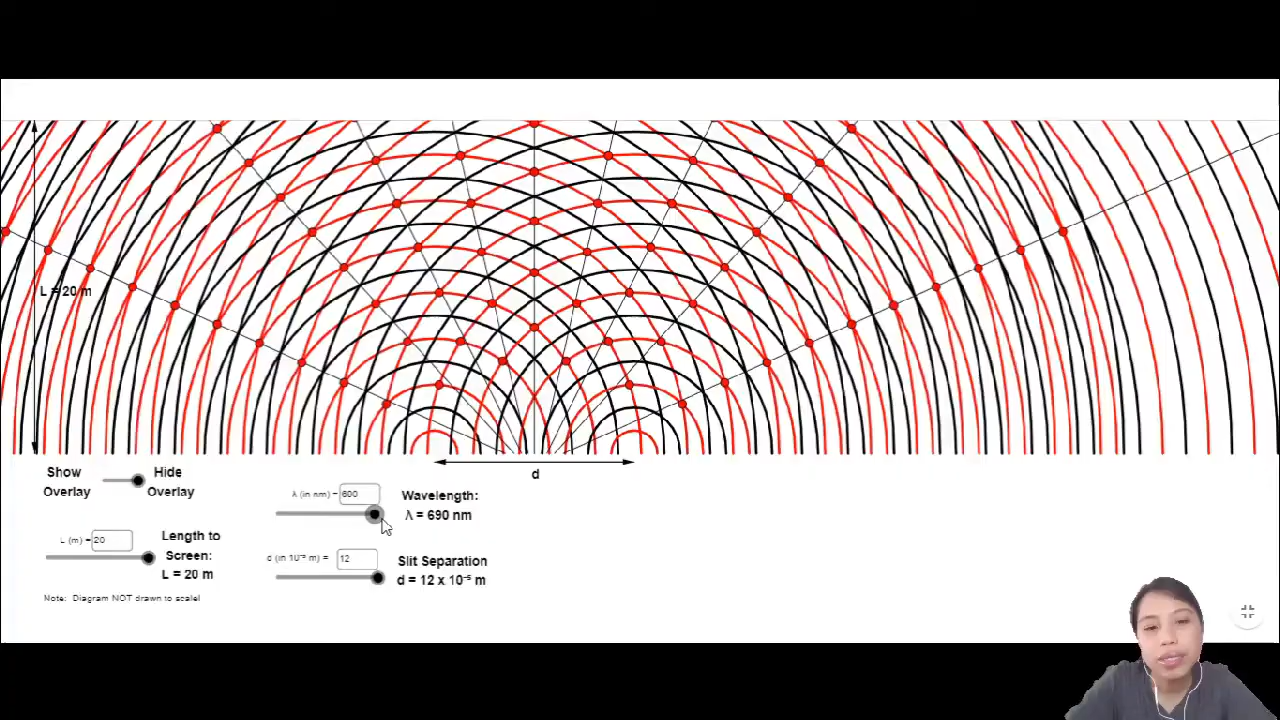 L = 20 m
d
Show Overlay
Hide Overlay
λ (in nm) = 600
Wavelength:
λ = 690 nm
L (m) = 20
Length to
Screen:
L = 20 m
d (in 10⁻⁵ m) = 12
Slit Separation
d = 12 x 10⁻⁵ m
Note: Diagram NOT drawn to scale!